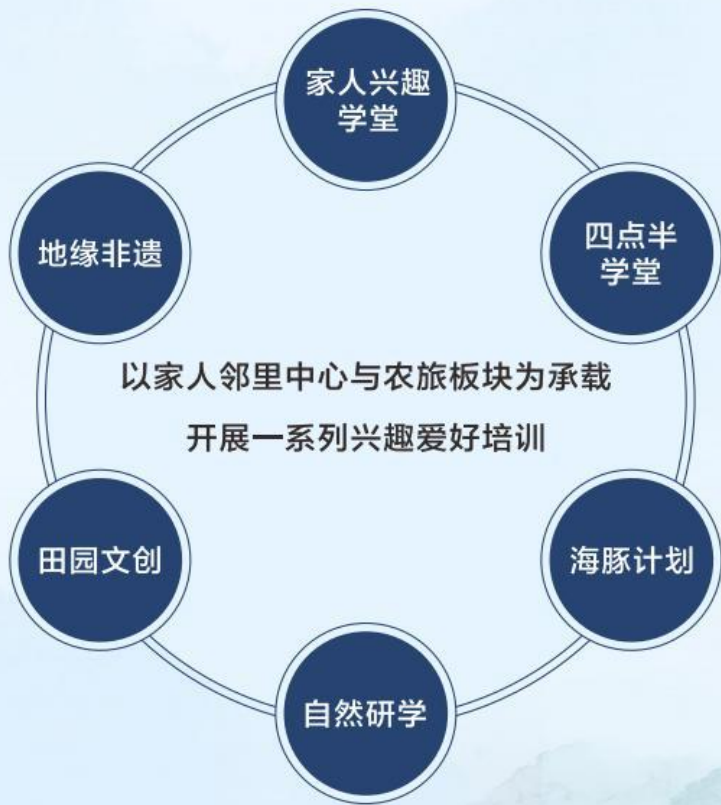 家人兴趣
学堂
地缘非遗
四点半
学堂
以家人邻里中心与农旅板块为承载
开展一系列兴趣爱好培训
田园文创
海豚计划
自然研学